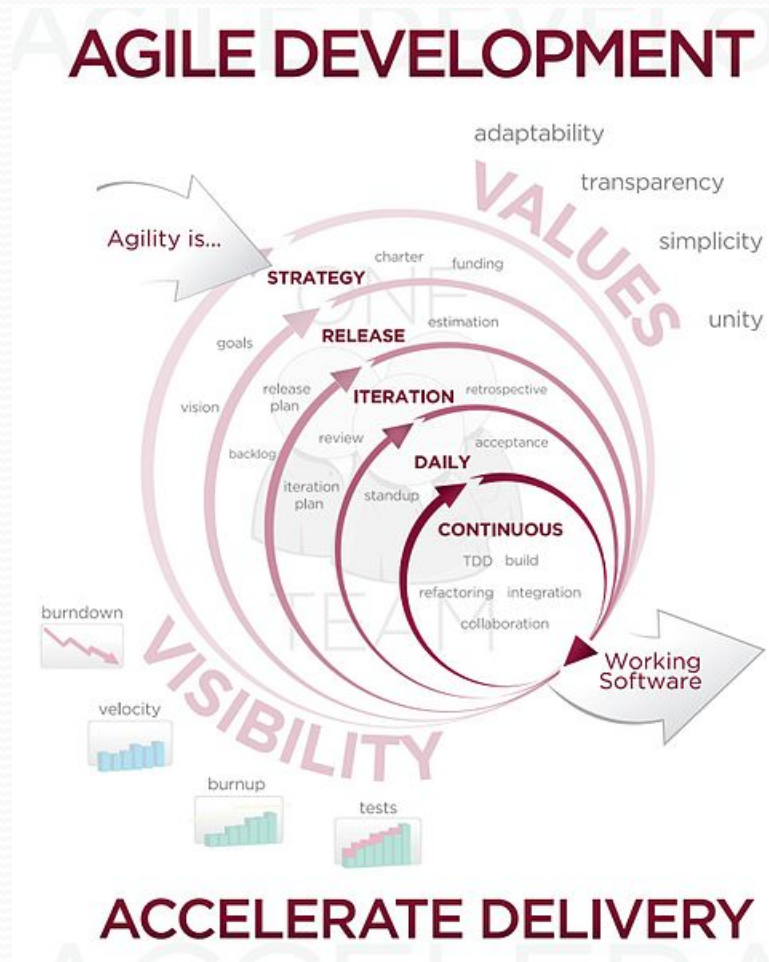 AGILE DEVELOPMENT
adaptability
VALUES
transparency
Agility is...
simplicity
charter
funding
STRATEGY
ONE
unity
estimation
RELEASE
goals
release
plan
retrospective
ITERATION
vision
review
acceptance
backlog
DAILY
iteration
plan
standup
CONTINUOUS
TDD build
refactoring integration
collaboration
TEAM
burndown
VISIBILITY
Working
Software
velocity
burnup
tests
ACCELERATE DELIVERY